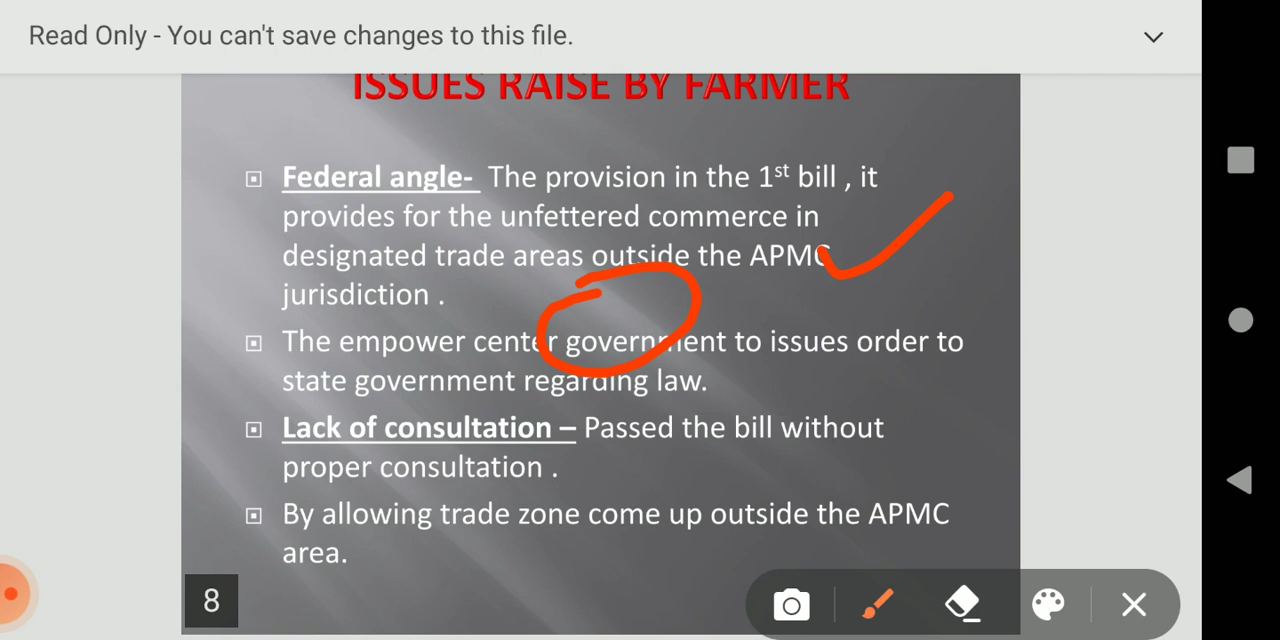 Read Only - You can't save changes to this file.
ISSUES RAISE BY FARMER
Federal angle- The provision in the 1st bill , it
provides for the unfettered commerce in
designated trade areas outside the APMC
jurisdiction .
The empower center government to issues order to
state government regarding law.
Lack of consultation – Passed the bill without
proper consultation .
By allowing trade zone come up outside the APMC
area.
8